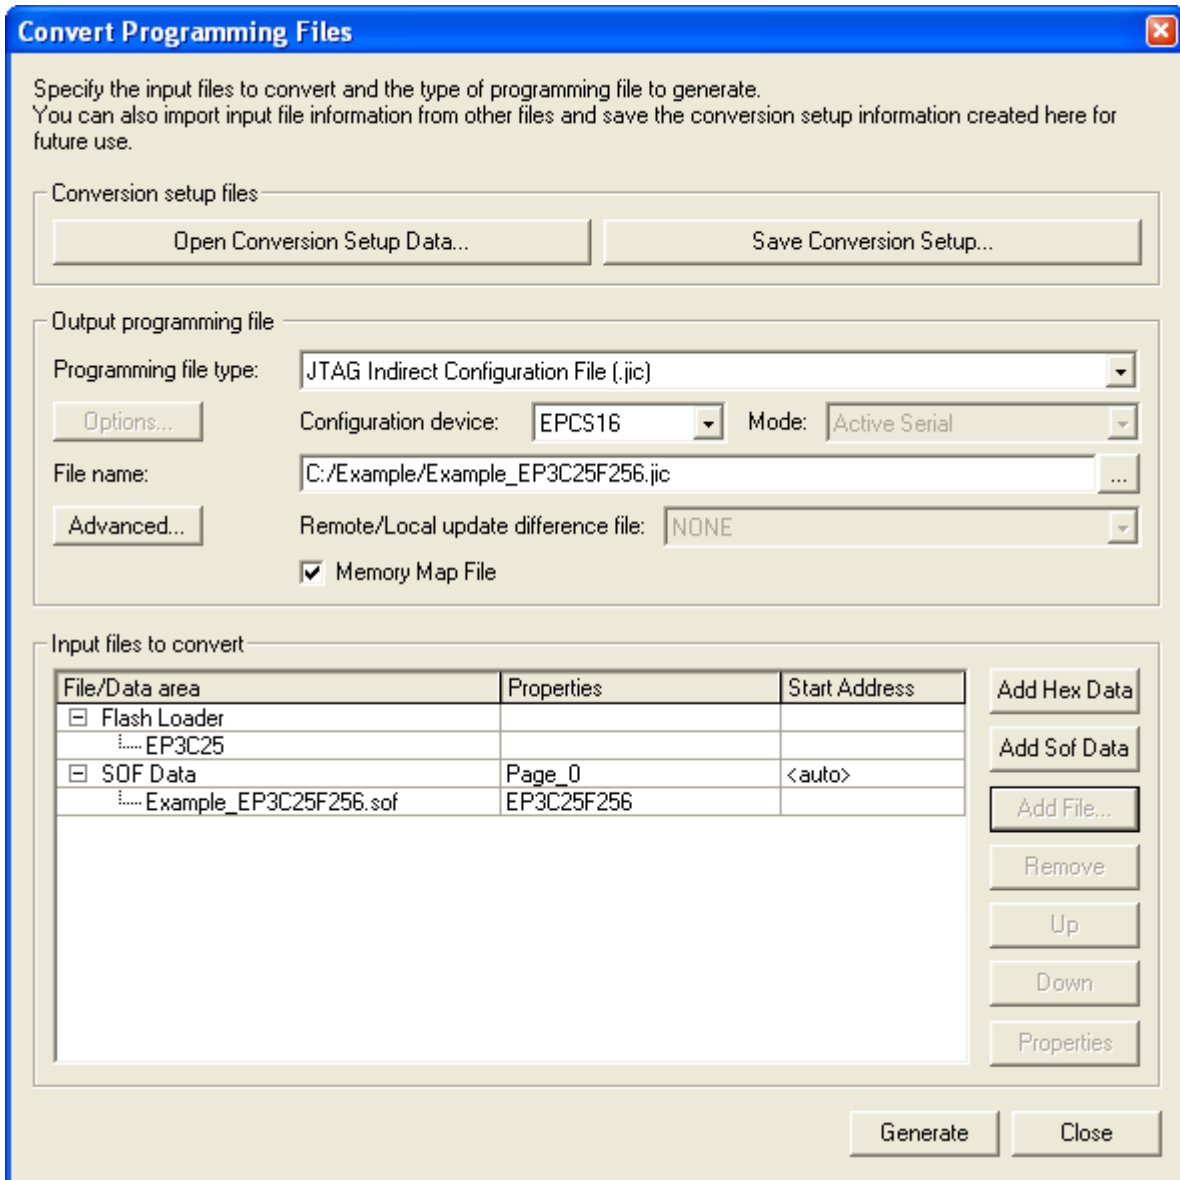 Convert Programming Files
Specify the input files to convert and the type of programming file to generate.
You can also import input file information from other files and save the conversion setup information created here for
future use.
Conversion setup files
Open Conversion Setup Data...
Save Conversion Setup...
Output programming file
Programming file type:
JTAG Indirect Configuration File (.jic)
Options...
Configuration device:
EPCS16
Mode:
Active Serial
File name:
C:/Example/Example_EP3C25F256.jic
...
Advanced...
Remote/Local update difference file:
NONE
Memory Map File
Input files to convert
File/Data area
Properties
Start Address
Flash Loader
EP3C25
SOF Data
Page_0
<auto>
Example_EP3C25F256.sof
EP3C25F256
Add Hex Data
Add Sof Data
Add File...
Remove
Up
Down
Properties
Generate
Close